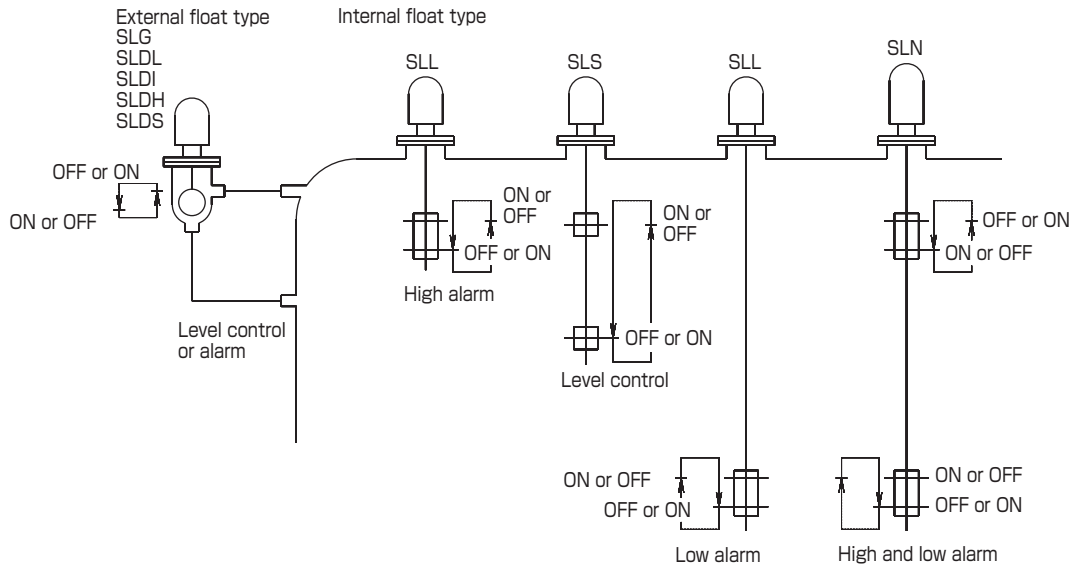 External float type
SLG
SLDL
SLDI
SLDH
SLDS
OFF or ON
ON or OFF
Level control
or alarm
Internal float type
SLL
ON or
OFF
OFF or ON
High alarm
SLS
ON or
OFF
OFF or ON
Level control
SLL
ON or OFF
OFF or ON
Low alarm
SLN
OFF or ON
ON or OFF
ON or OFF
OFF or ON
High and low alarm